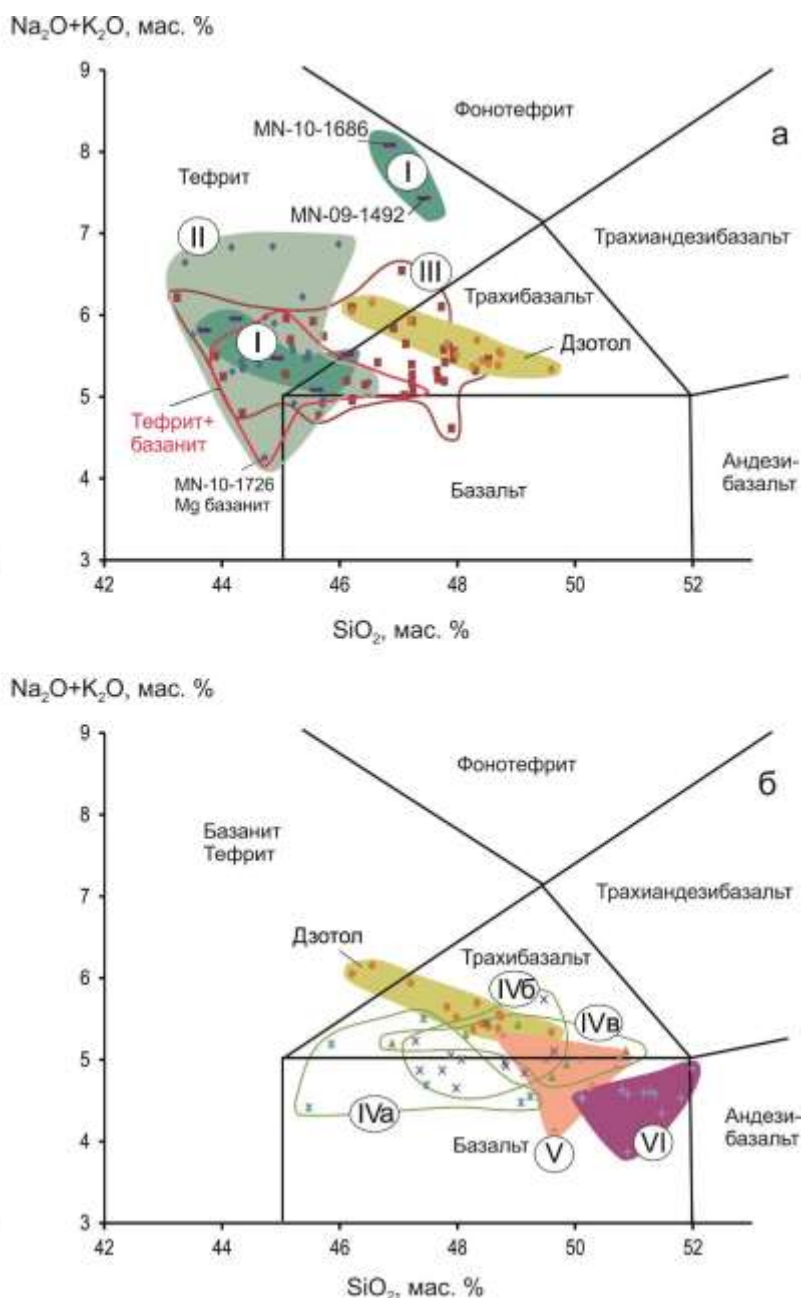 Na₂O+K₂O, мас. %
9
8
7
6
5
4
3
а
Фонотефрит
MN-10-1686
I
Тефрит
MN-09-1492
II
Трахиандезибазальт
III
Трахибазальт
I
Дзотол
Тефрит+
базанит
MN-10-1726
Mg базанит
Базальт
Андези-
базальт
42 44 46 48 50 52
SiO₂, мас. %
Na₂O+K₂O, мас. %
9
8
7
6
5
4
3
Фонотефрит
б
Базанит
Тефрит
Трахиандезибазальт
Дзотол
Трахибазальт
IVб
IVв
IVа
Базальт
V
VI
Андези-
базальт
42 44 46 48 50 52
SiO₂, мас. %